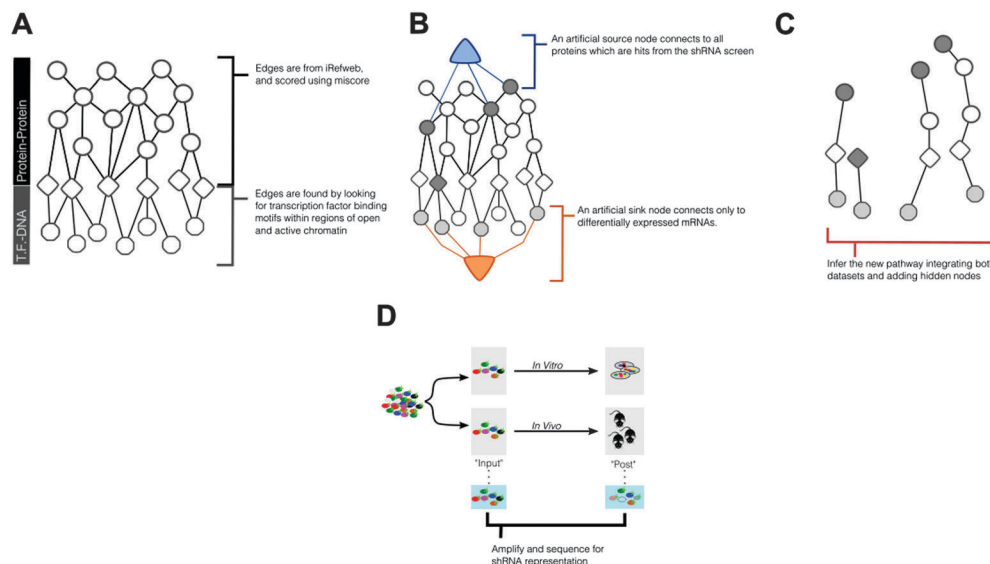 A
Protein-Protein
T.F.-DNA
Edges are from iRefweb,
and scored using miscore
Edges are found by looking
for transcription factor binding
motifs within regions of open
and active chromatin
B
An artificial source node connects to all
proteins which are hits from the shRNA screen
An artificial sink node connects only to
differentially expressed mRNAs.
C
Infer the new pathway integrating both
datasets and adding hidden nodes
D
In Vitro
In Vivo
"Input"
"Post"
Amplify and sequence for
shRNA representation